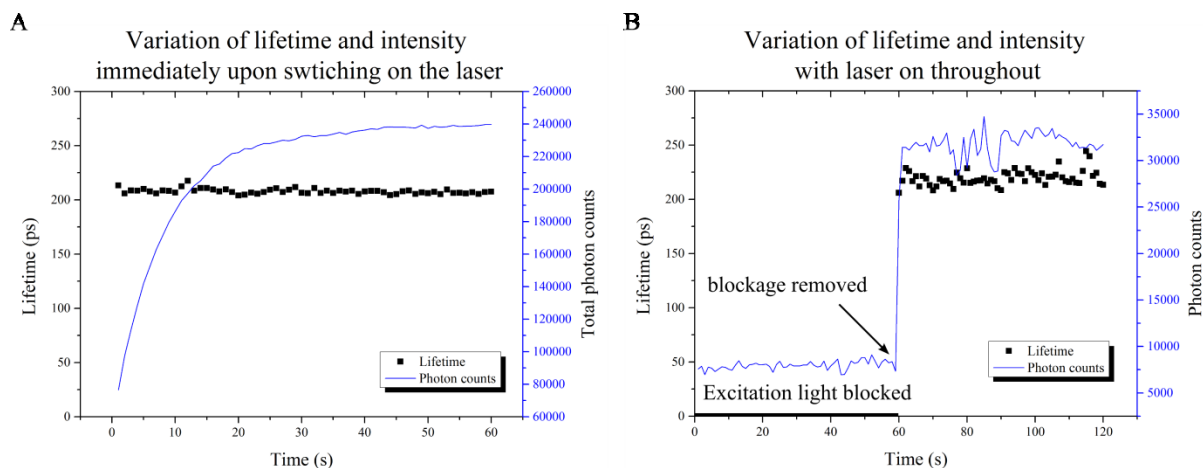 A
Variation of lifetime and intensity
immediately upon swtiching on the laser
300
250
200
150
100
50
0
Lifetime (ps)
260000
240000
220000
200000
180000
160000
140000
120000
100000
80000
60000
Total photon counts
Lifetime
Photon counts
0 10 20 30 40 50 60
Time (s)
B
Variation of lifetime and intensity
with laser on throughout
300
250
200
150
100
50
0
Lifetime (ps)
35000
30000
25000
20000
15000
10000
5000
Photon counts
blockage removed
Lifetime
Photon counts
Excitation light blocked
0 20 40 60 80 100 120
Time (s)